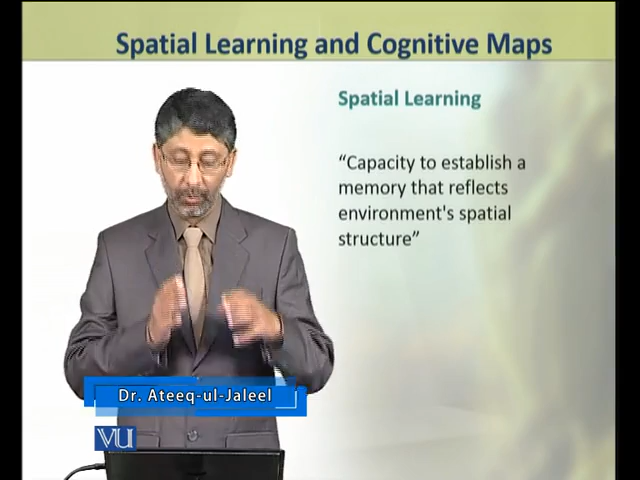 Spatial Learning and Cognitive Maps
Spatial Learning
“Capacity to establish a
memory that reflects
environment's spatial
structure”
Dr. Ateeq-ul-Jaleel
VU